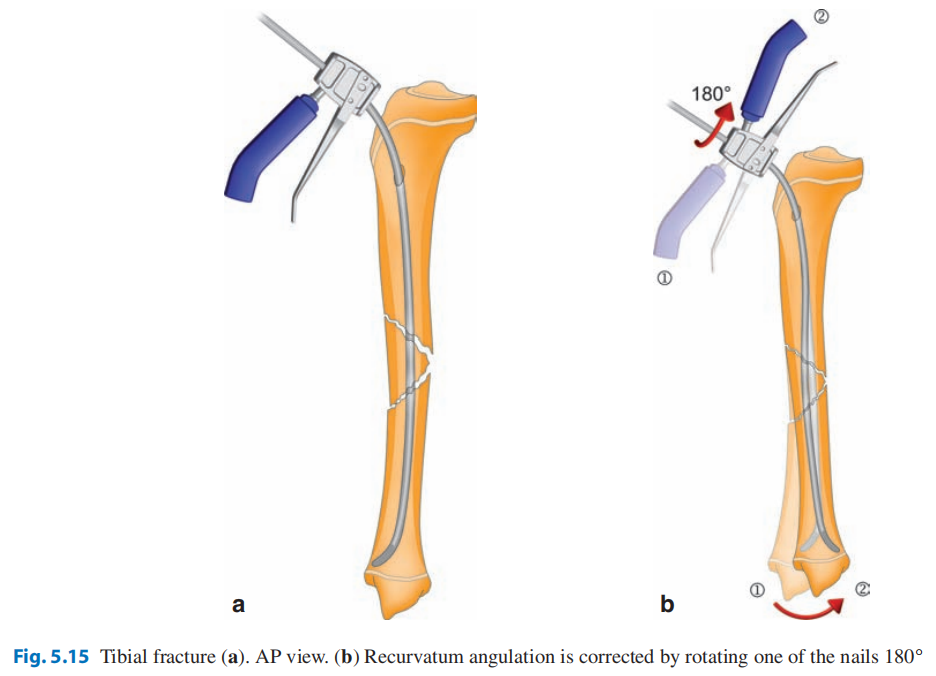 ②
180°
①
① ②
a b
Fig. 5.15 Tibial fracture (a). AP view. (b) Recurvatum angulation is corrected by rotating one of the nails 180°